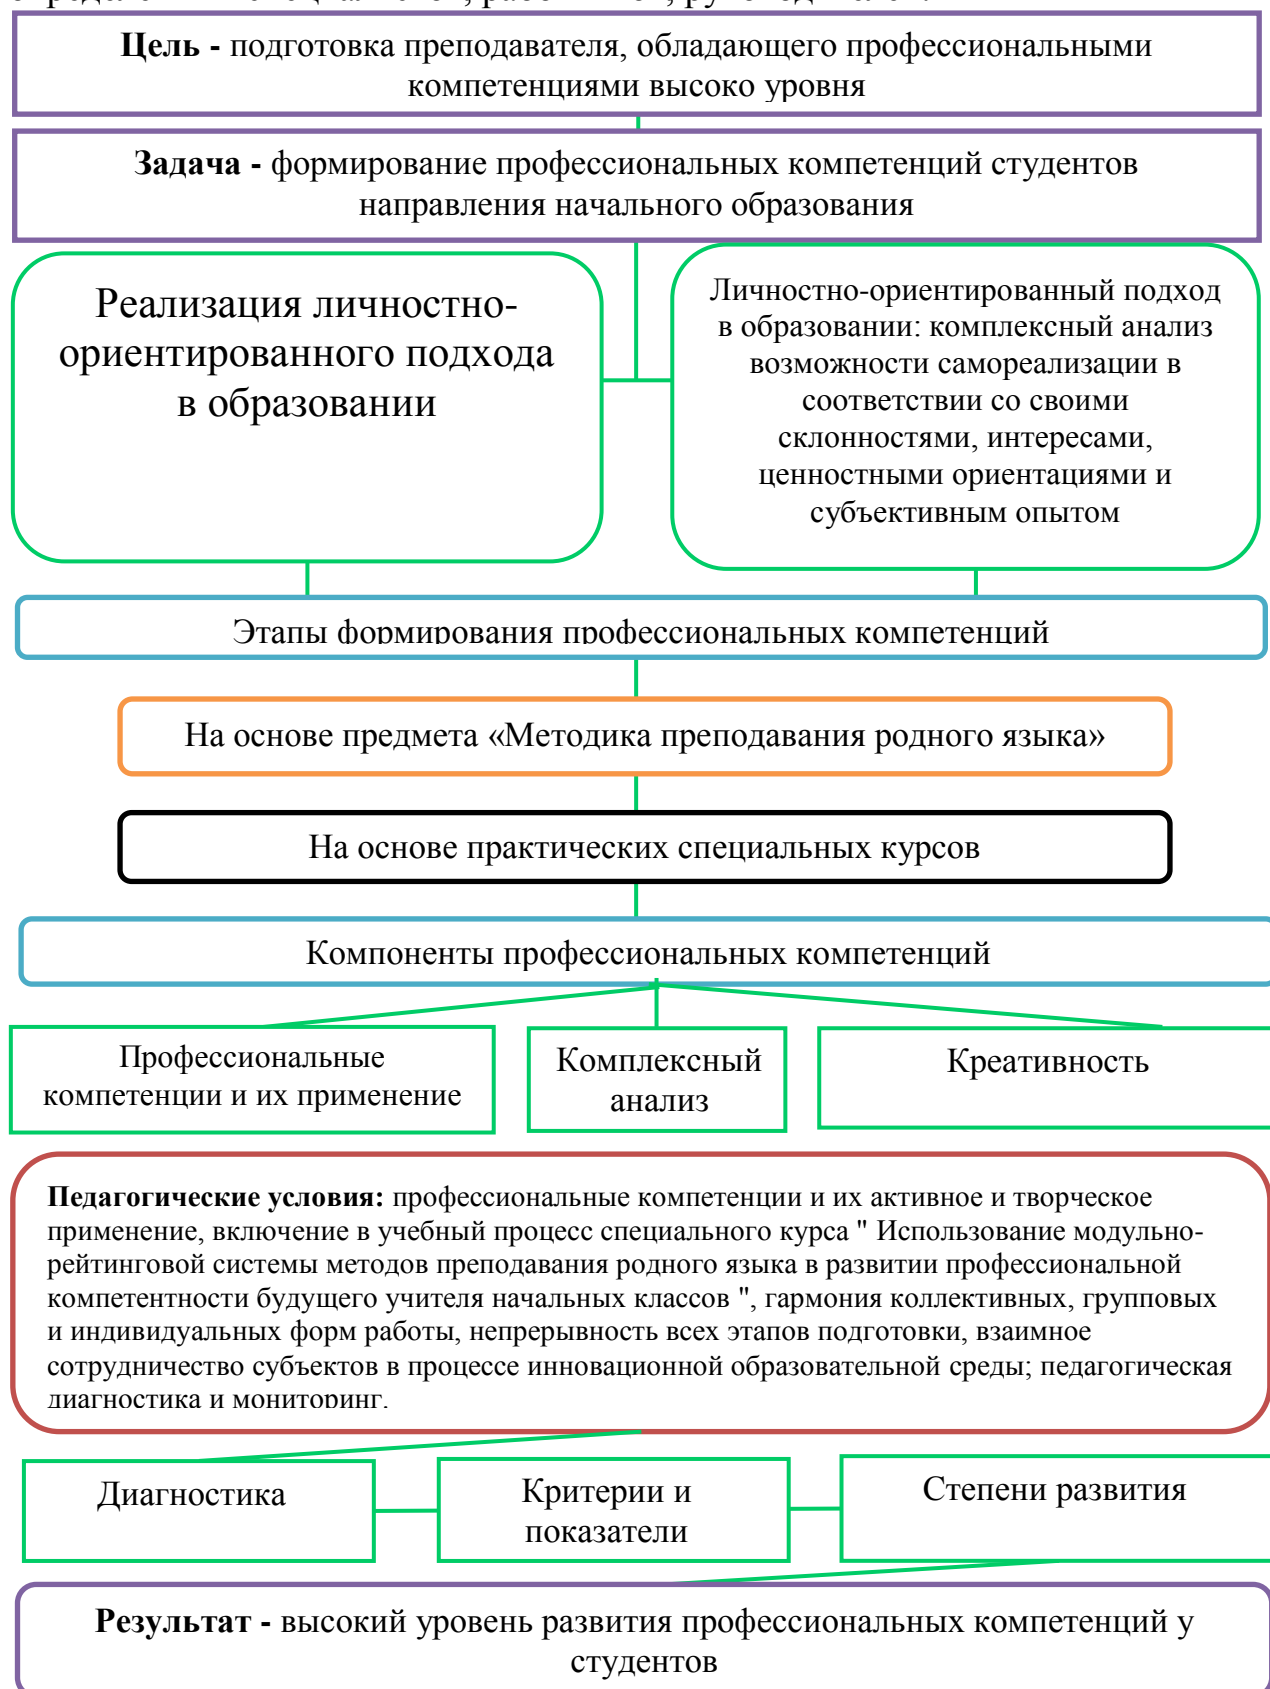 Цель - подготовка преподавателя, обладающего профессиональными
компетенциями высоко уровня
Задача - формирование профессиональных компетенций студентов
направления начального образования
Реализация личностно-
ориентированного подхода
в образовании
Личностно-ориентированный подход
в образовании: комплексный анализ
возможности самореализации в
соответствии со своими
склонностями, интересами,
ценностными ориентациями и
субъективным опытом
Этапы формирования профессиональных компетенций
На основе предмета «Методика преподавания родного языка»
На основе практических специальных курсов
Компоненты профессиональных компетенций
Профессиональные
компетенции и их применение
Комплексный
анализ
Креативность
Педагогические условия: профессиональные компетенции и их активное и творческое
применение, включение в учебный процесс специального курса " Использование модульно-
рейтинговой системы методов преподавания родного языка в развитии профессиональной
компетентности будущего учителя начальных классов ", гармония коллективных, групповых
и индивидуальных форм работы, непрерывность всех этапов подготовки, взаимное
сотрудничество субъектов в процессе инновационной образовательной среды; педагогическая
диагностика и мониторинг.
Диагностика
Критерии и
показатели
Степени развития
Результат - высокий уровень развития профессиональных компетенций у
студентов